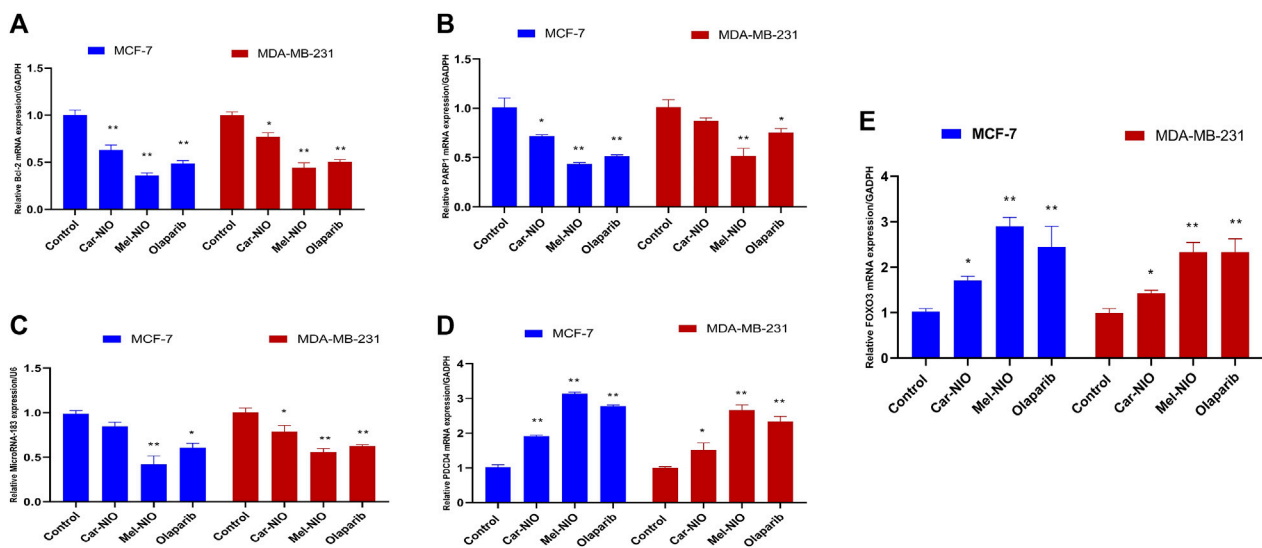 A
MCF-7
MDA-MB-231
Relative Bcl-2 mRNA expression/GADPH
1.5
1.0
0.5
0.0
** ** ** * ** **
Control Car-NIO Mel-NIO Olaparib Control Car-NIO Mel-NIO Olaparib
B
MCF-7
MDA-MB-231
Relative PARP1 mRNA expression/GADPH
1.5
1.0
0.5
0.0
* ** ** ** *
Control Car-NIO Mel-NIO Olaparib Control Car-NIO Mel-NIO Olaparib
C
MCF-7
MDA-MB-231
Relative MicroRNA-183 expression/U6
1.5
1.0
0.5
0.0
** * * ** **
Control Car-NIO Mel-NIO Olaparib Control Car-NIO Mel-NIO Olaparib
D
MCF-7
MDA-MB-231
Relative PDCD4 mRNA expression/GADPH
4
3
2
1
0
** ** ** * ** **
Control Car-NIO Mel-NIO Olaparib Control Car-NIO Mel-NIO Olaparib
E
MCF-7
MDA-MB-231
Relative FOXO3 mRNA expression/GADPH
4
3
2
1
0
* ** ** * ** **
Control Car-NIO Mel-NIO Olaparib Control Car-NIO Mel-NIO Olaparib